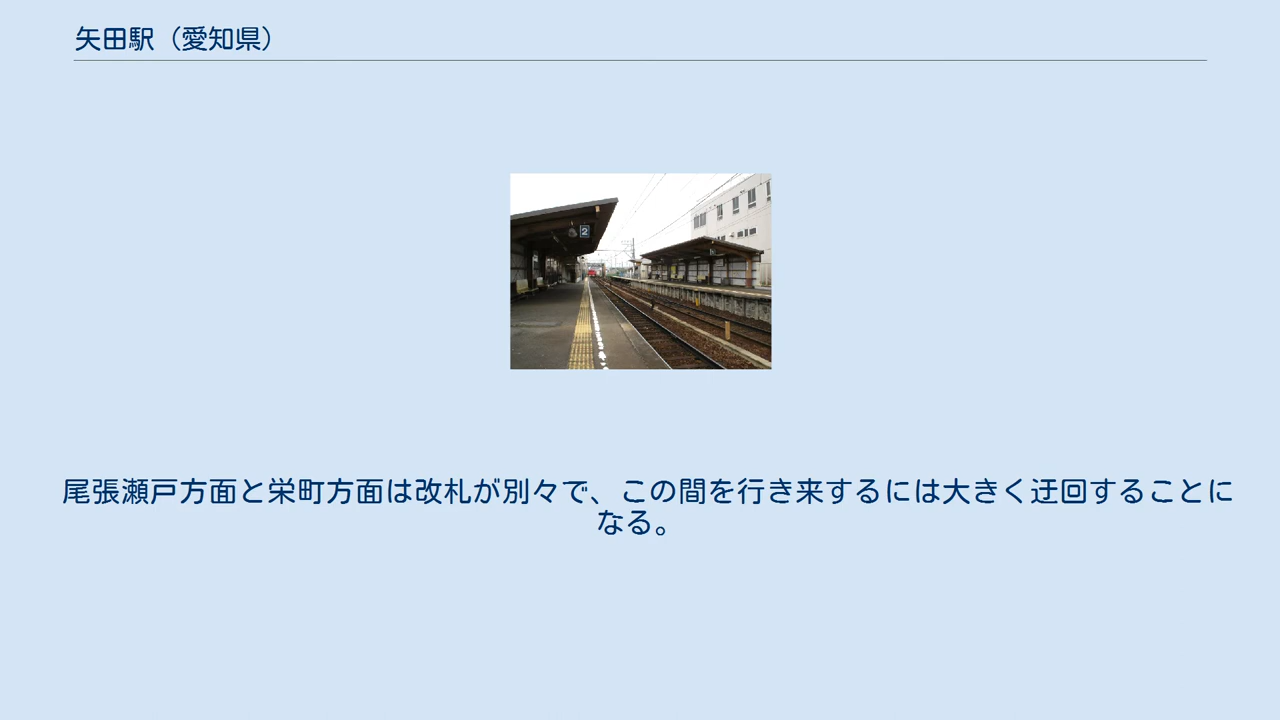 矢田駅（愛知県）
2
尾張瀬戸方面と栄町方面は改札が別々で、この間を行き来するには大きく迂回することに
なる。